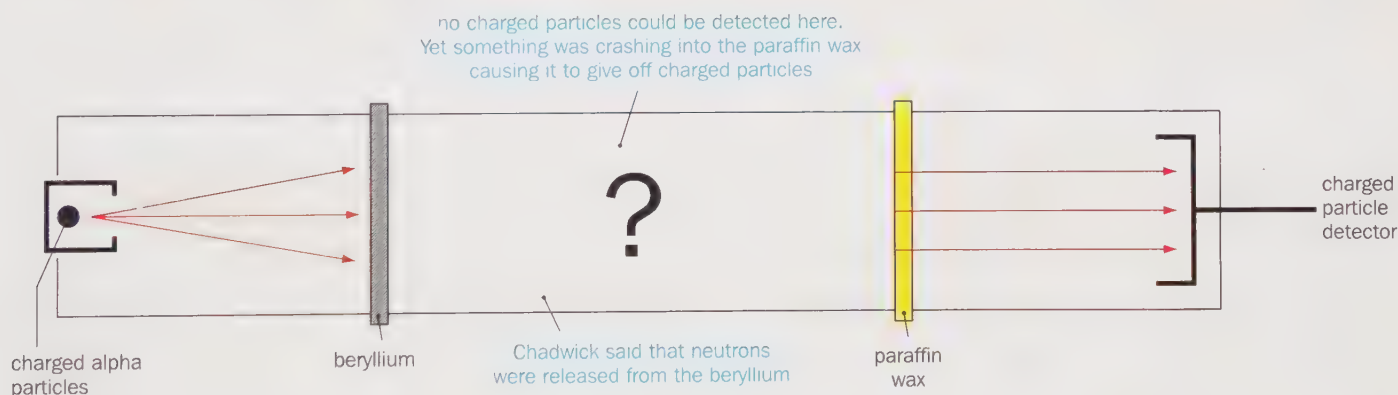 no charged particles could be detected here.
Yet something was crashing into the paraffin wax
causing it to give off charged particles
?
charged
particle
detector
charged alpha
particles
beryllium
Chadwick said that neutrons
were released from the beryllium
paraffin
wax